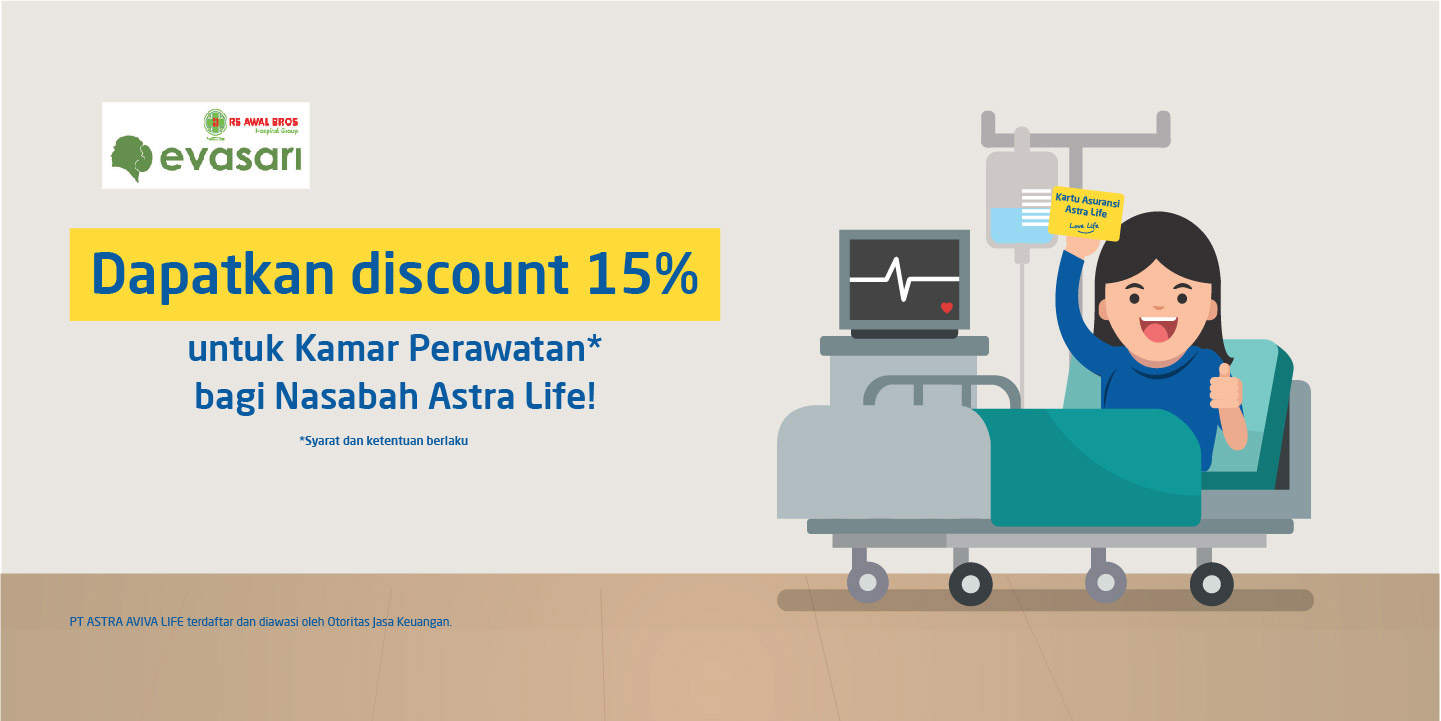 RS AWAL BROS
Hospital Group
evasari
Dapatkan discount 15%
untuk Kamar Perawatan*
bagi Nasabah Astra Life!
*Syarat dan ketentuan berlaku
Kartu Asuransi
Astra Life
Love Life
PT ASTRA AVIVA LIFE terdaftar dan diawasi oleh Otoritas Jasa Keuangan.